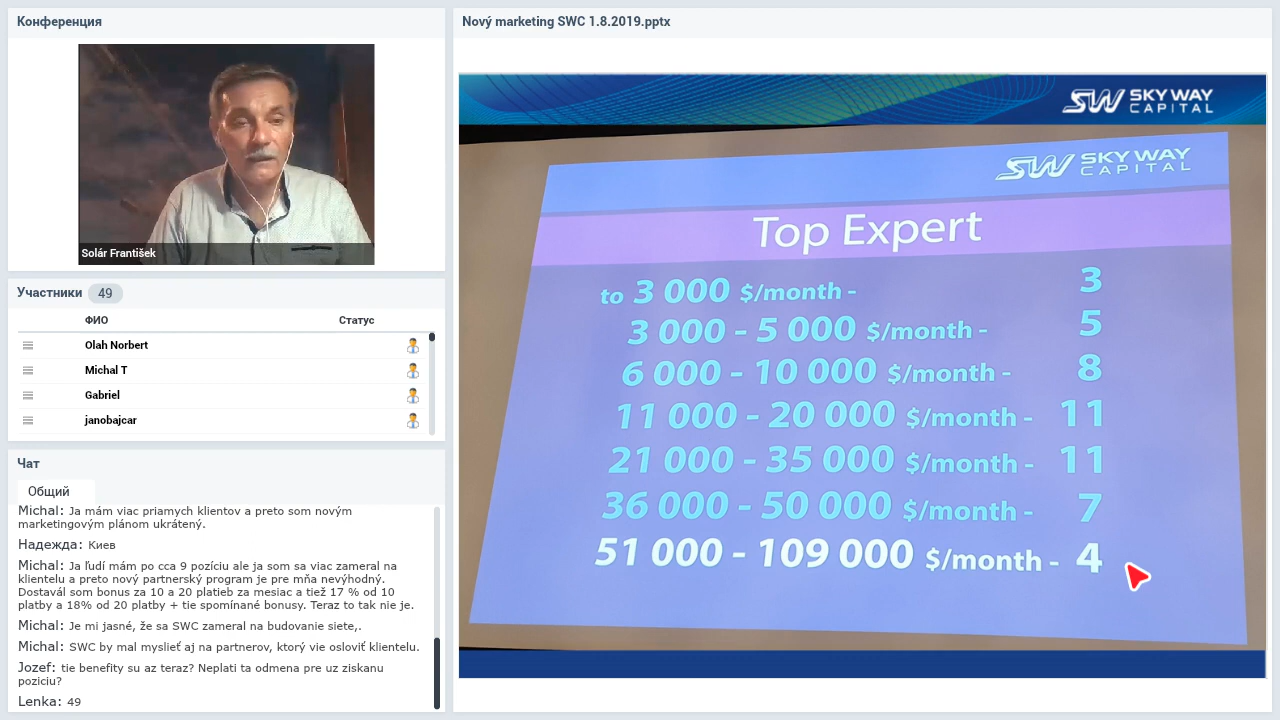 Конференция
Solár František
Участники 49
ФИО Статус
Olah Norbert
Michal T
Gabriel
janobajcar
Чат
Общий
Michal: Ja mám viac priamych klientov a preto som novým
marketingovým plánom ukrátený.
Надежда: Киев
Michal: Ja ľudí mám po cca 9 pozíciu ale ja som sa viac zameral na
klientelu a preto nový partnerský program je pre mňa nevýhodný.
Dostával som bonus za 10 a 20 platieb za mesiac a tiež 17 % od 10
platby a 18% od 20 platby + tie spomínané bonusy. Teraz to tak nie je.
Michal: Je mi jasné, že sa SWC zameral na budovanie siete,.
Michal: SWC by mal myslieť aj na partnerov, ktorý vie osloviť klientelu.
Jozef: tie benefity su az teraz? Neplati ta odmena pre uz ziskanu
poziciu?
Lenka: 49
Nový marketing SWC 1.8.2019.pptx
SW SKY WAY
CAPITAL
SW SKY WAY
CAPITAL
Top Expert
to 3 000 $/month - 3
3 000 - 5 000 $/month - 5
6 000 - 10 000 $/month - 8
11 000 - 20 000 $/month - 11
21 000 - 35 000 $/month - 11
36 000 - 50 000 $/month - 7
51 000 - 109 000 $/month - 4